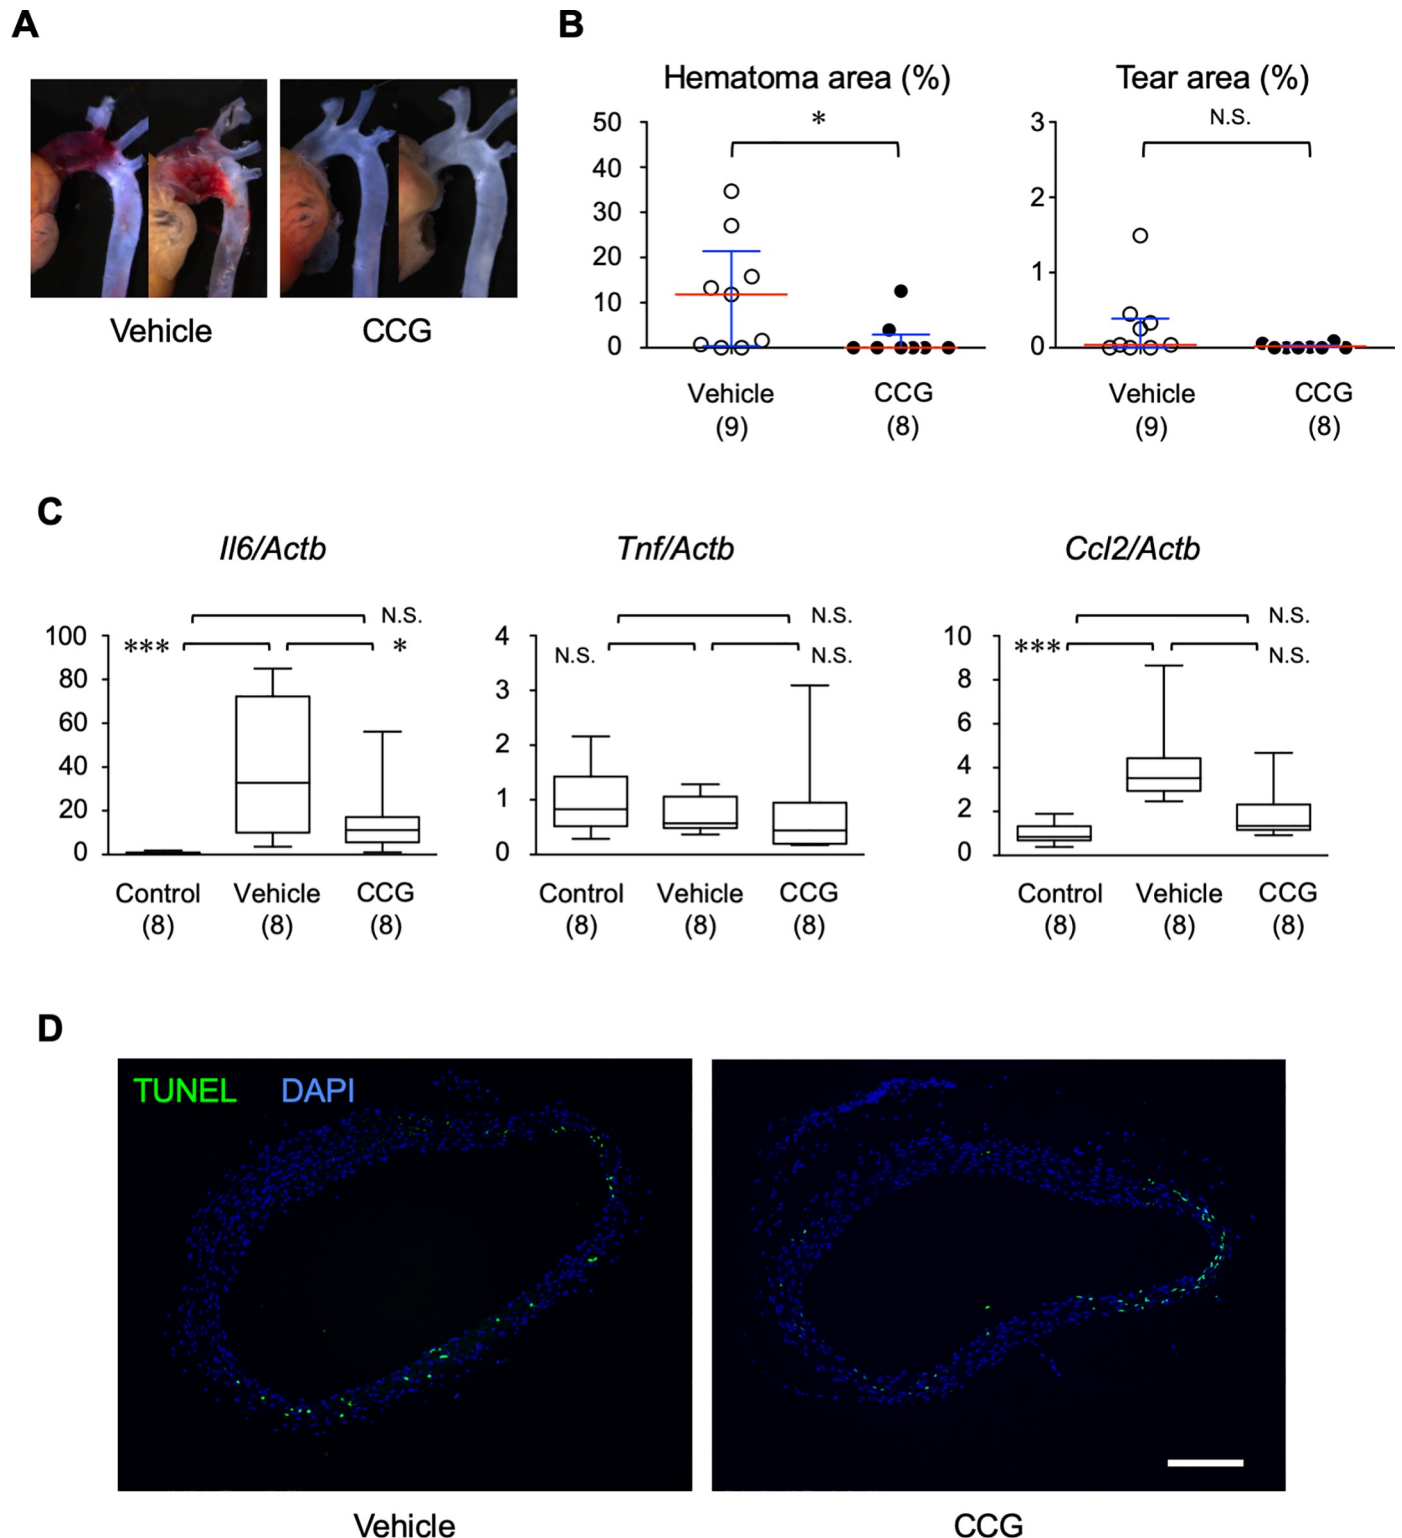 A
B
Vehicle
CCG
Hematoma area (%)
Tear area (%)
50
40
30
20
10
0
*
3
2
1
0
N.S.
Vehicle
(9)
CCG
(8)
Vehicle
(9)
CCG
(8)
C
Il6/Actb
Tnf/Actb
Ccl2/Actb
100
80
60
40
20
0
N.S.
***
*
Control
(8)
Vehicle
(8)
CCG
(8)
4
3
2
1
0
N.S.
N.S.
N.S.
Control
(8)
Vehicle
(8)
CCG
(8)
10
8
6
4
2
0
N.S.
***
N.S.
Control
(8)
Vehicle
(8)
CCG
(8)
D
TUNEL DAPI
Vehicle
CCG